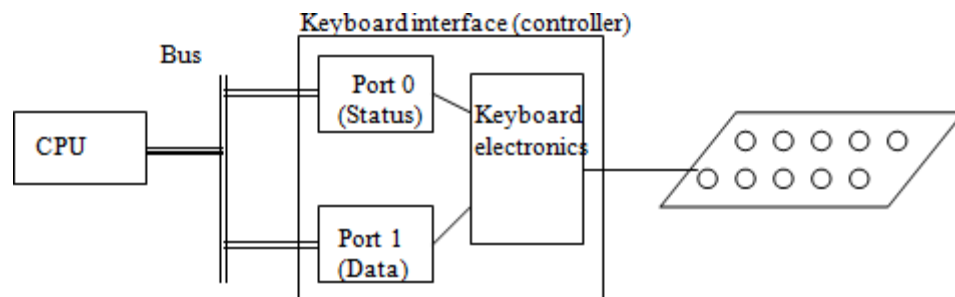 Keyboard interface (controller)
Bus
Port 0
(Status)
Keyboard
electronics
CPU
Port 1
(Data)